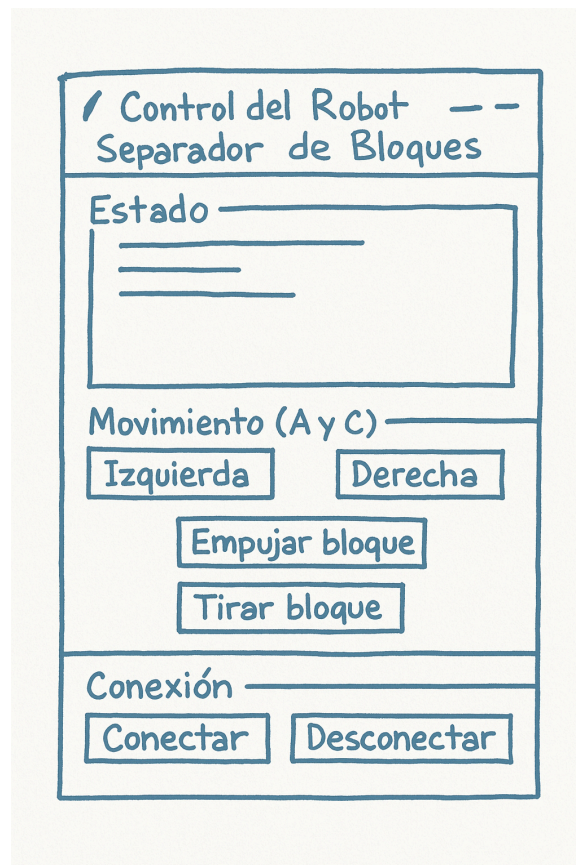 Control del Robot
Separador de Bloques
Estado
Movimiento (A y C)
Izquierda Derecha
Empujar bloque
Tirar bloque
Conexión
Conectar Desconectar